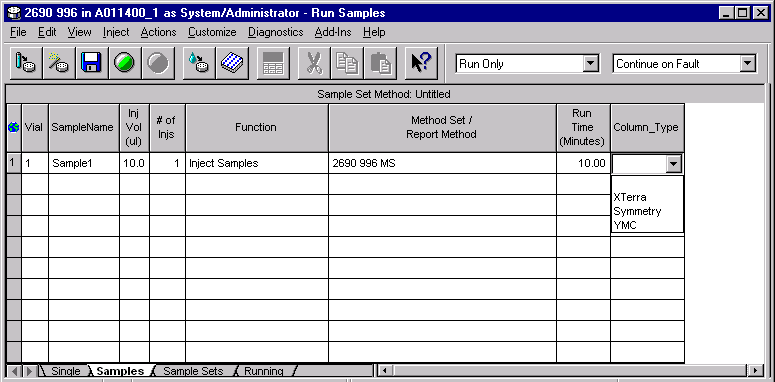 2690 996 in A011400_1 as System/Administrator - Run Samples
File Edit View Inject Actions Customize Diagnostics Add-Ins Help
Run Only Continue on Fault
Sample Set Method: Untitled
Vial SampleName Inj Vol (ul) # of Injs Function Method Set / Report Method Run Time (Minutes) Column_Type
1 1 Sample1 10.0 1 Inject Samples 2690 996 MS 10.00
XTerra
Symmetry
YMC
Single Samples Sample Sets Running